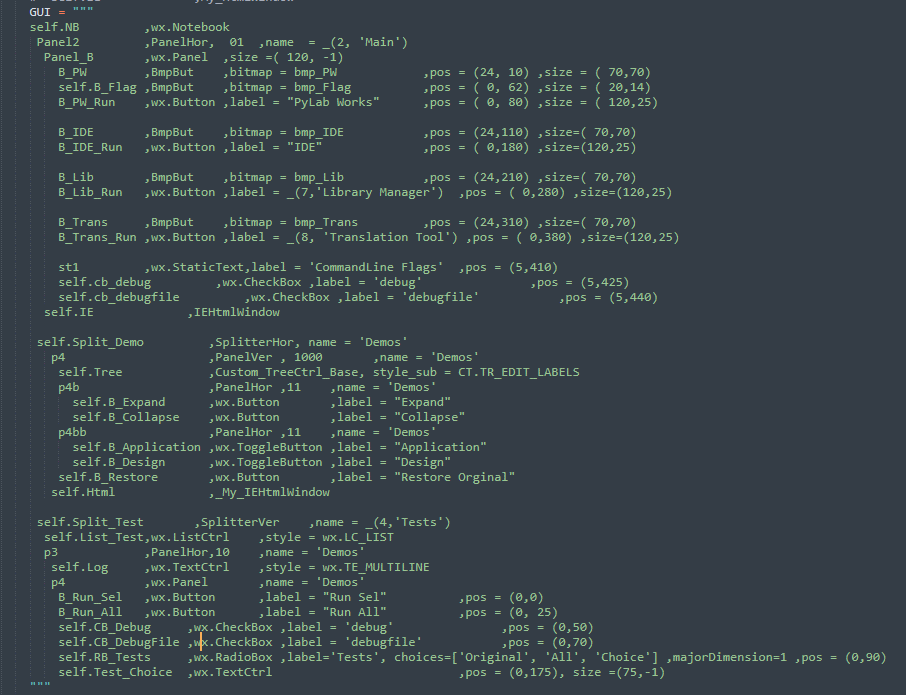 GUI = """
self.NB         ,wx.Notebook
 Panel2         ,PanelHor,  01  ,name  = _(2, 'Main')
  Panel_B       ,wx.Panel  ,size =( 120, -1)
    B_PW        ,BmpBut    ,bitmap = bmp_PW            ,pos = (24, 10) ,size = ( 70,70)
    self.B_Flag ,BmpBut    ,bitmap = bmp_Flag          ,pos = ( 0, 62) ,size = ( 20,14)
    B_PW_Run    ,wx.Button ,label = "PyLab Works"      ,pos = ( 0, 80) ,size = ( 120,25)
    B_IDE       ,BmpBut    ,bitmap = bmp_IDE           ,pos = (24,110) ,size=( 70,70)
    B_IDE_Run   ,wx.Button ,label = "IDE"              ,pos = ( 0,180) ,size=(120,25)
    B_Lib       ,BmpBut    ,bitmap = bmp_Lib           ,pos = (24,210) ,size=( 70,70)
    B_Lib_Run   ,wx.Button ,label = _(7,'Library Manager')  ,pos = ( 0,280) ,size=(120,25)
    B_Trans     ,BmpBut    ,bitmap = bmp_Trans         ,pos = (24,310) ,size=( 70,70)
    B_Trans_Run ,wx.Button ,label = _(8, 'Translation Tool') ,pos = ( 0,380) ,size=(120,25)
    st1         ,wx.StaticText,label = 'CommandLine Flags'  ,pos = (5,410)
    self.cb_debug         ,wx.CheckBox ,label = 'debug'               ,pos = (5,425)
    self.cb_debugfile         ,wx.CheckBox ,label = 'debugfile'           ,pos = (5,440)
  self.IE             ,IEHtmlWindow
 self.Split_Demo         ,SplitterHor, name = 'Demos'
   p4                    ,PanelVer , 1000       ,name = 'Demos'
    self.Tree            ,Custom_TreeCtrl_Base, style_sub = CT.TR_EDIT_LABELS
    p4b                  ,PanelHor ,11    ,name = 'Demos'
      self.B_Expand      ,wx.Button       ,label = "Expand"
      self.B_Collapse    ,wx.Button       ,label = "Collapse"
    p4bb                 ,PanelHor ,11    ,name = 'Demos'
      self.B_Application ,wx.ToggleButton ,label = "Application"
      self.B_Design      ,wx.ToggleButton ,label = "Design"
    self.B_Restore       ,wx.Button       ,label = "Restore Orginal"
   self.Html             ,_My_IEHtmlWindow
 self.Split_Test       ,SplitterVer    ,name = _(4,'Tests')
  self.List_Test,wx.ListCtrl    ,style = wx.LC_LIST
  p3            ,PanelHor,10    ,name = 'Demos'
   self.Log     ,wx.TextCtrl    ,style = wx.TE_MULTILINE
   p4           ,wx.Panel       ,name = 'Demos'
    B_Run_Sel   ,wx.Button      ,label = "Run Sel"          ,pos = (0,0)
    B_Run_All   ,wx.Button      ,label = "Run All"          ,pos = (0, 25)
    self.CB_Debug     ,wx.CheckBox ,label = 'debug'               ,pos = (0,50)
    self.CB_DebugFile ,wx.CheckBox ,label = 'debugfile'           ,pos = (0,70)
    self.RB_Tests     ,wx.RadioBox ,label='Tests', choices=['Original', 'All', 'Choice'] ,majorDimension=1 ,pos = (0,90)
    self.Test_Choice  ,wx.TextCtrl                          ,pos = (0,175), size =(75,-1)
"""